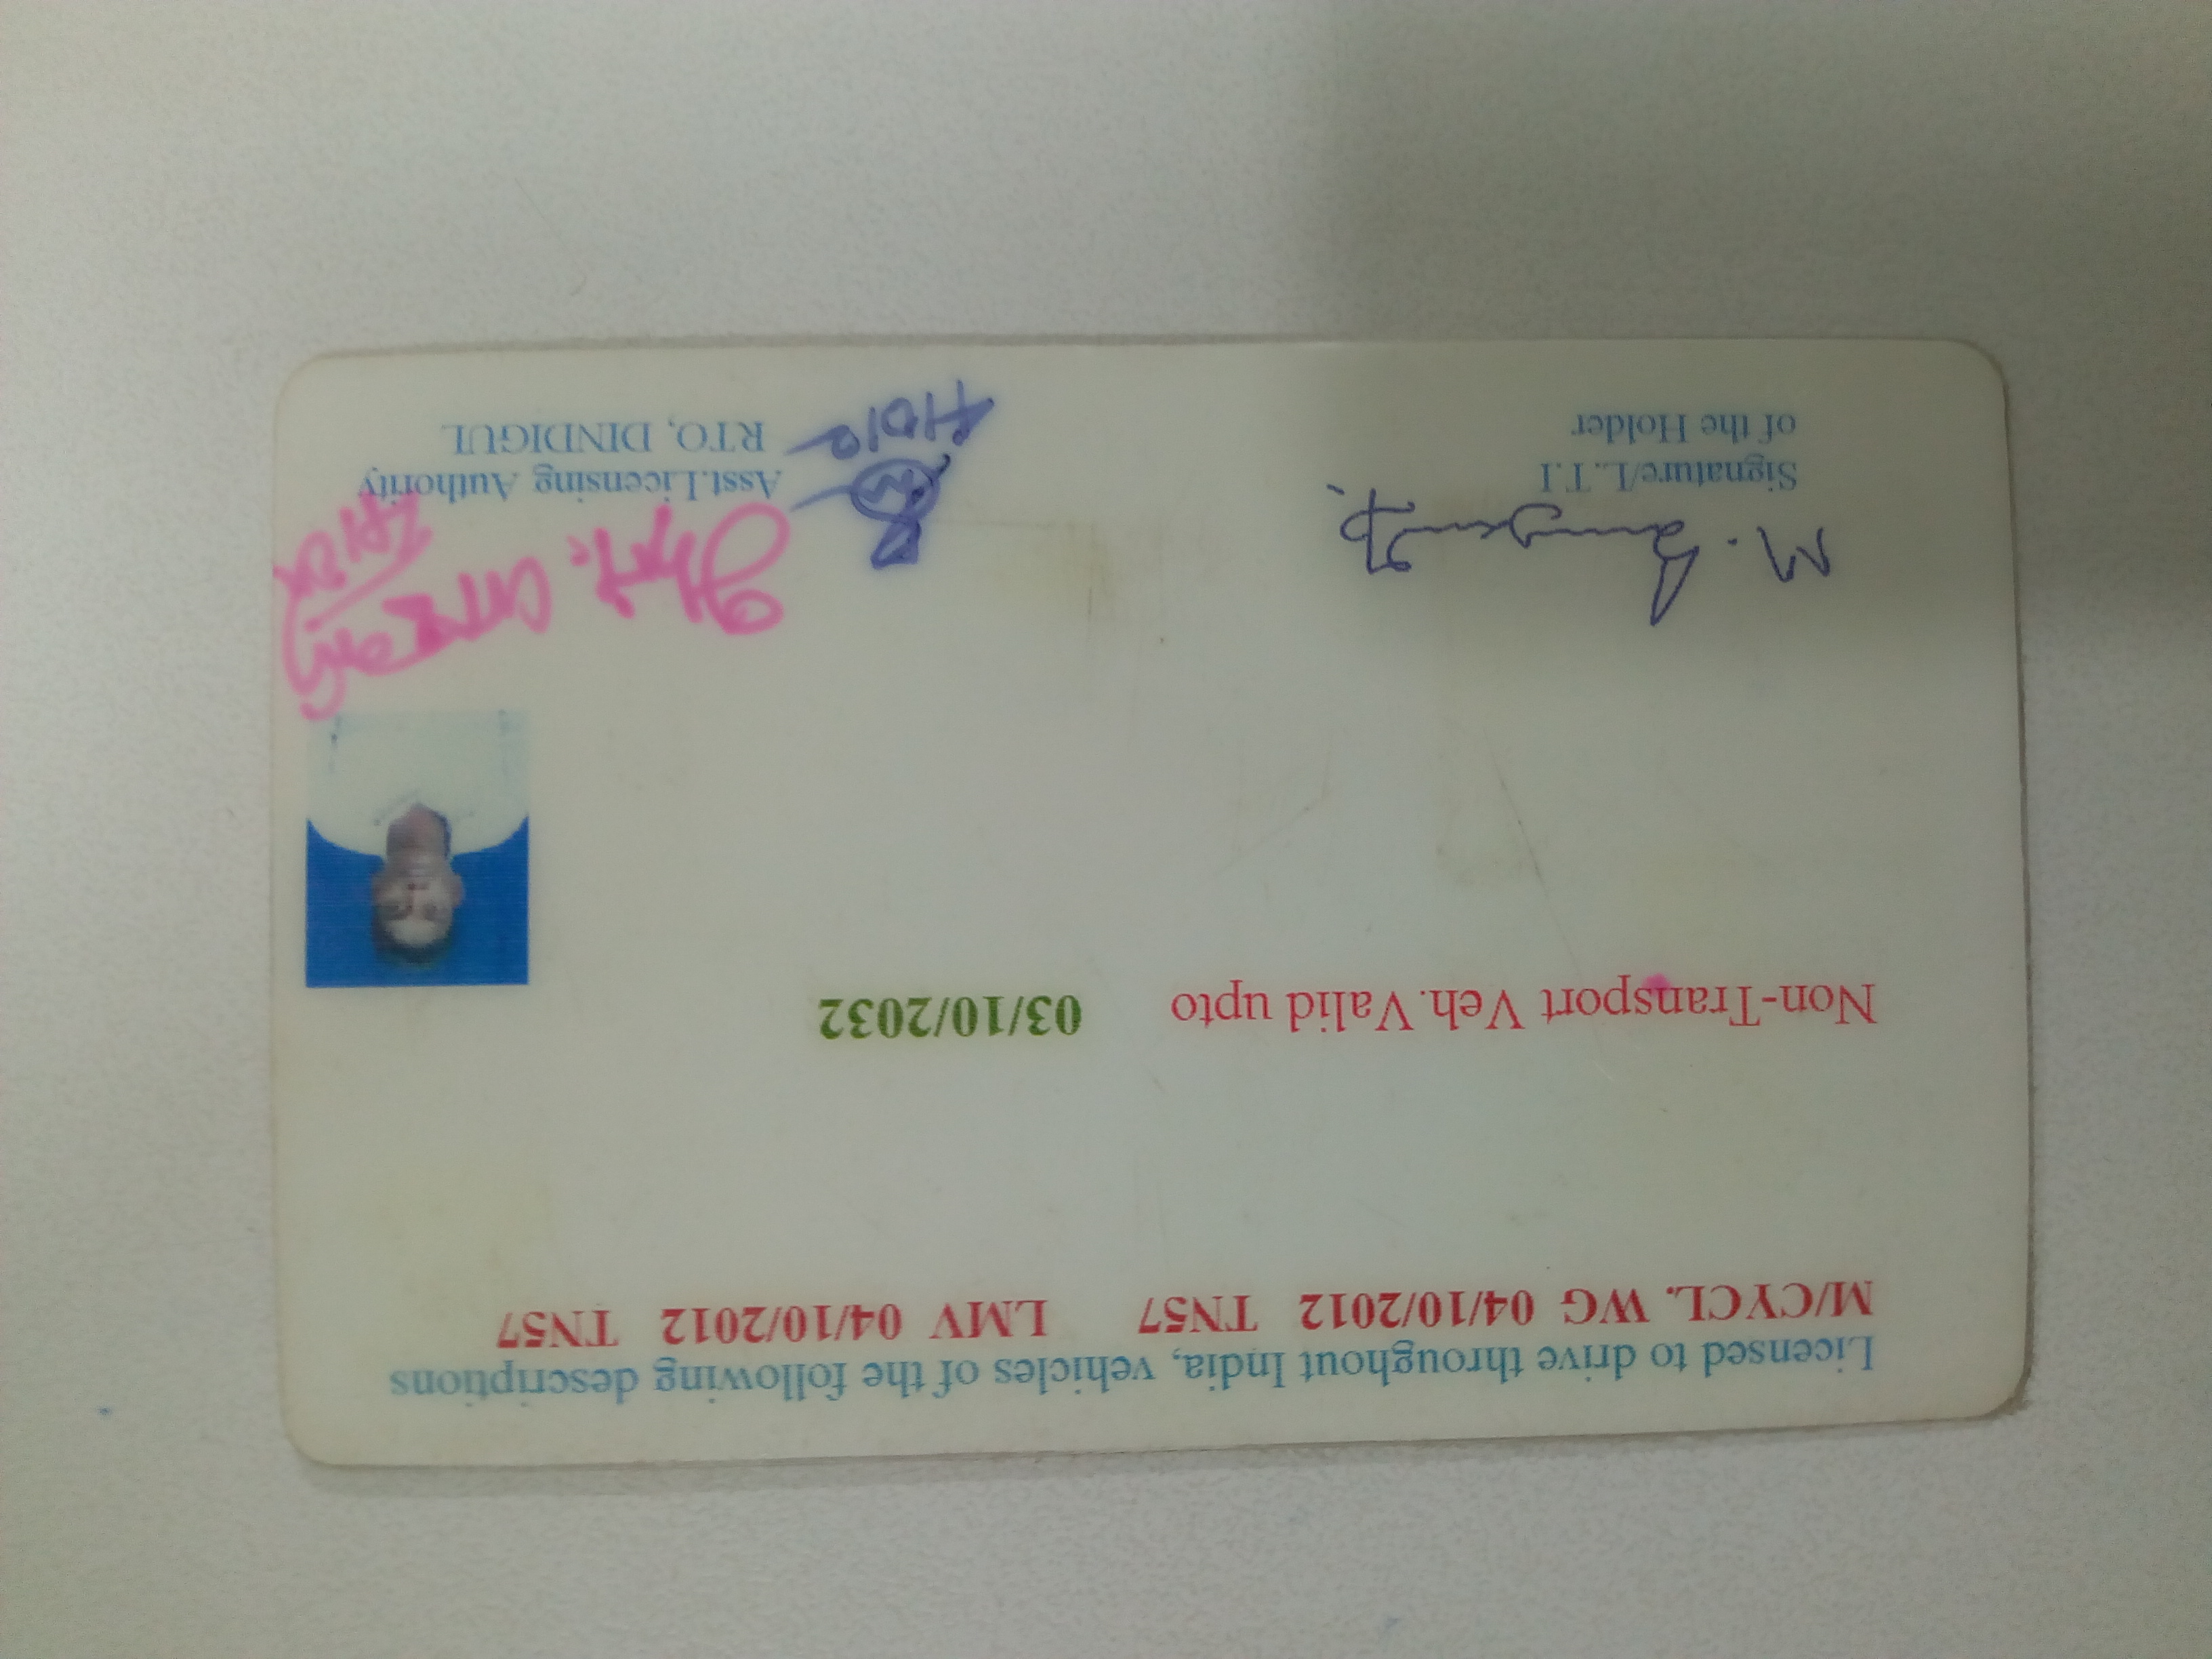 Licensed to drive throughout India, vehicles of the following descriptions
M/CYCL. WG 04/10/2012 TN57 LMV 04/10/2012 TN57
Non-Transport Veh. Valid upto 03/10/2032
M.
Signature/L.T.I
of the Holder
Asst.Licensing Authority
RTO, DINDIGUL